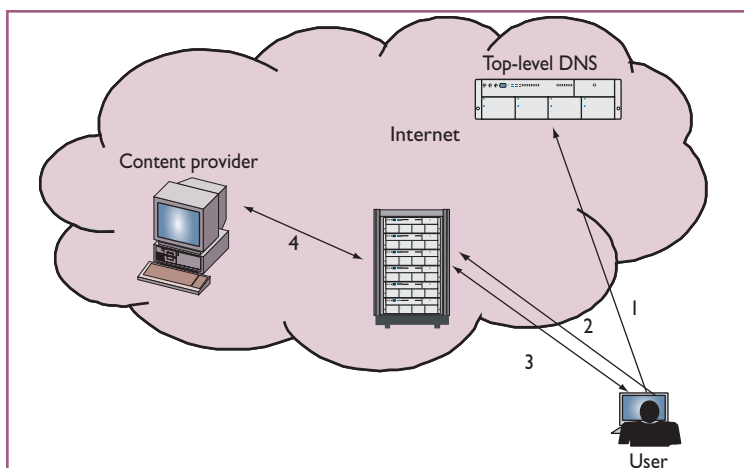 Top-level DNS
Internet
Content provider
4
1
2
3
User